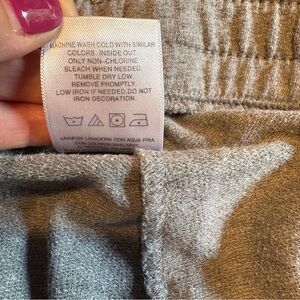 MACHINE WASH COLD WITH SIMILAR
COLORS. INSIDE OUT.
ONLY NON-CHLORINE
BLEACH WHEN NEEDED.
TUMBLE DRY LOW.
REMOVE PROMPTLY.
LOW IRON IF NEEDED.DO NOT
IRON DECORATION.
LAVAR EN LAVADORA CON AGUA FRIA